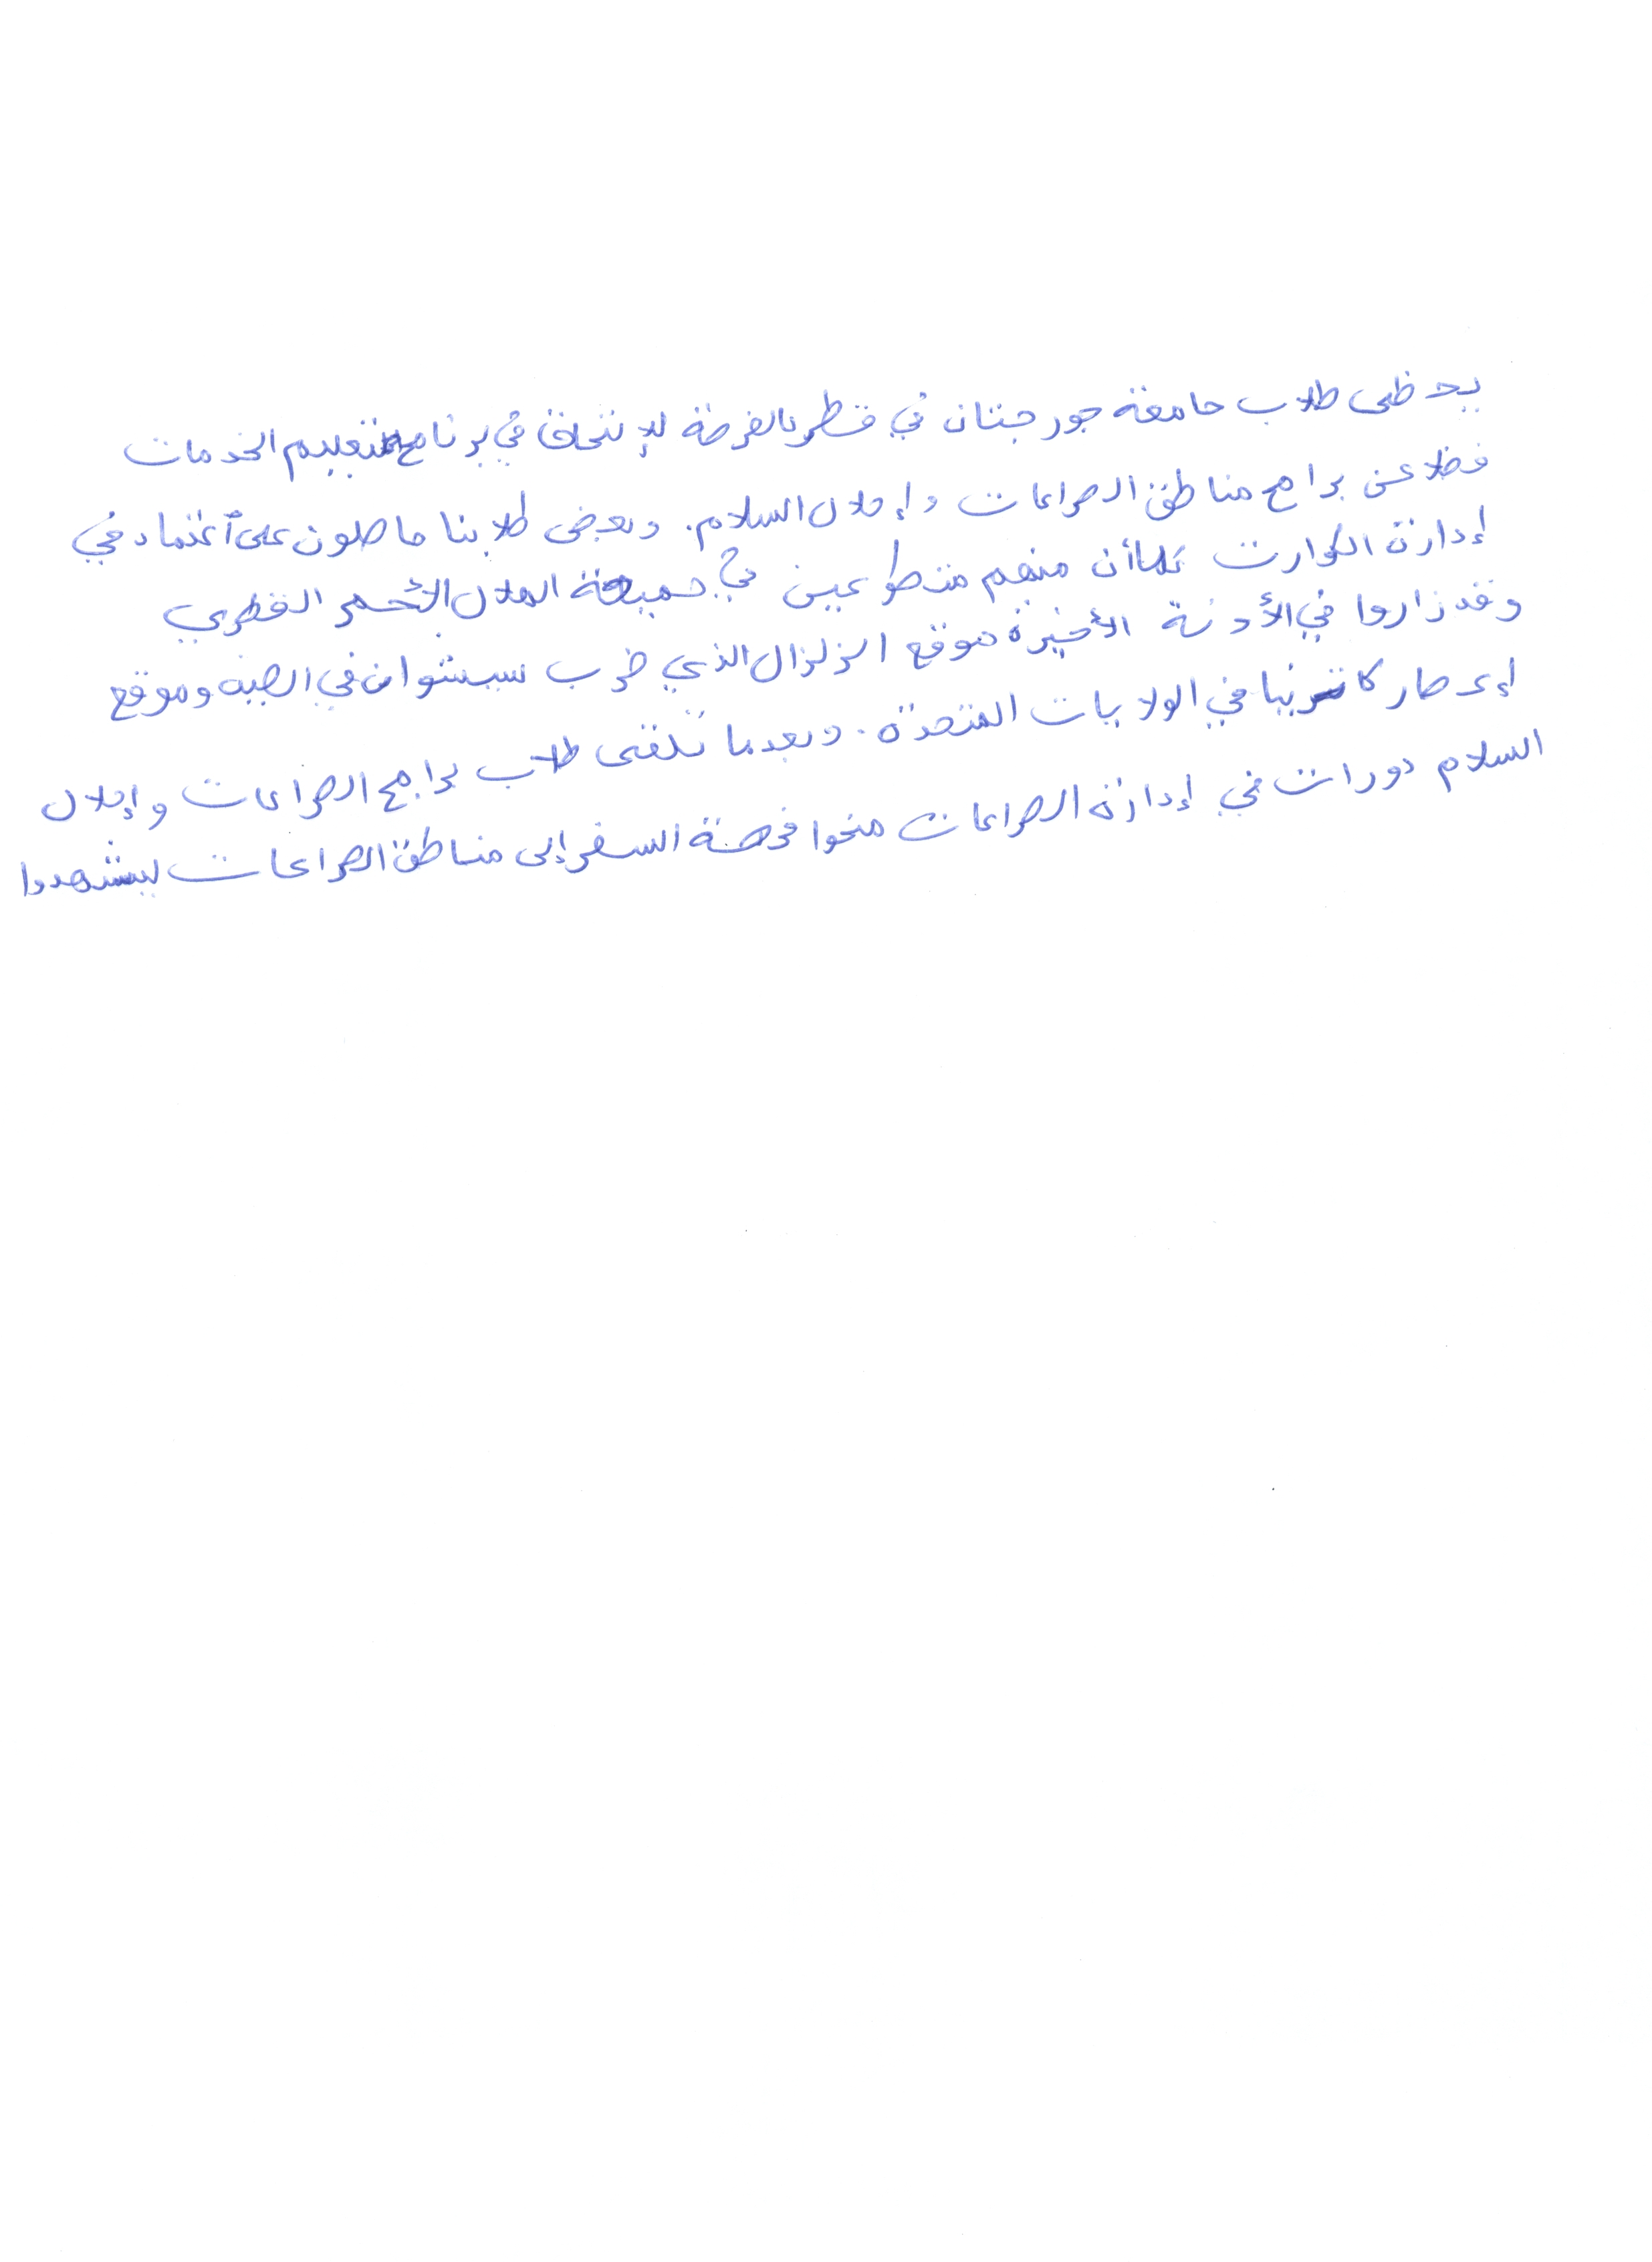 يحظى طلاب جامعة جورجتان في قطر بالفرصة للإلتحاق في برنامج تعليم الخدمات
فضلا عن برامج مناطق الصراعات وإحلال السلام. وبعض طلابنا حاصلون على أعتماد في
إدارة الكوارث كما أن منهم متطوعين في جمعية الهلال الأحمر القطري
وقد زاروا في الأونة الأخيرة موقع الزلزال الذي ضرب سيشوان في الصين وموقع
إعصار كاترينا في الولايات المتحدة. وبعدما تلقى طلاب برامج الصراعات وإحلال
السلام دورات في إدارة الصراعات منحوا فرصة السفر إلى مناطق الصراعات ليشهدوا